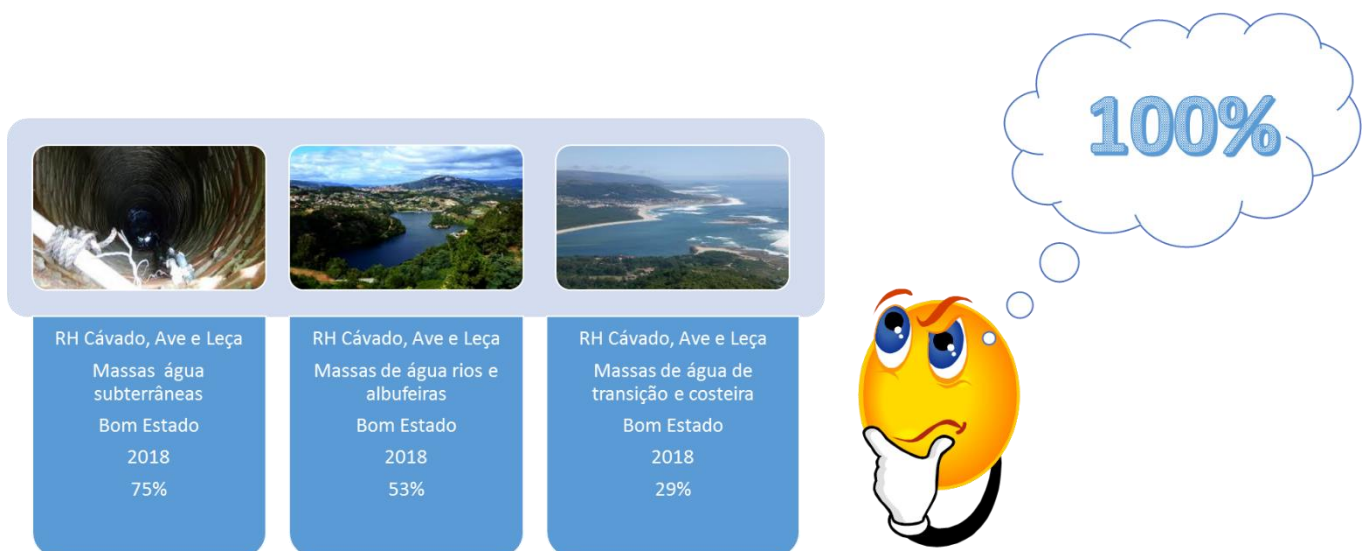 100%
RH Cávado, Ave e Leça
Massas água
subterrâneas
Bom Estado
2018
75%
RH Cávado, Ave e Leça
Massas de água rios e
albufeiras
Bom Estado
2018
53%
RH Cávado, Ave e Leça
Massas de água de
transição e costeira
Bom Estado
2018
29%